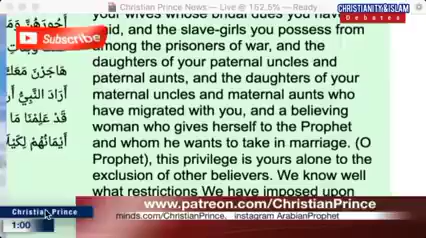 Christian Prince News — Live @ 152.5% — Ready
CHRISTIANITY&ISLAM
Debates
Subscribe
your wives whose bridal dues you have
paid, and the slave-girls you possess from
among the prisoners of war, and the
daughters of your paternal uncles and
paternal aunts, and the daughters of your
maternal uncles and maternal aunts who
have migrated with you, and a believing
woman who gives herself to the Prophet
and whom he wants to take in marriage. (O
Prophet), this privilege is yours alone to the
exclusion of other believers. We know well
what restrictions We have imposed upon
أُجُورَهُنَّ وَمَا
هَاجَرْنَ مَعَكَ
أَرَادَ النَّبِيُّ أَن
قَدْ عَلِمْنَا مَا
أَيْمَانُهُمْ لِكَيْلَا
www.patreon.com/ChristianPrince
Christian Prince
1:00
minds.com/ChristianPrince, instagram ArabianProphet